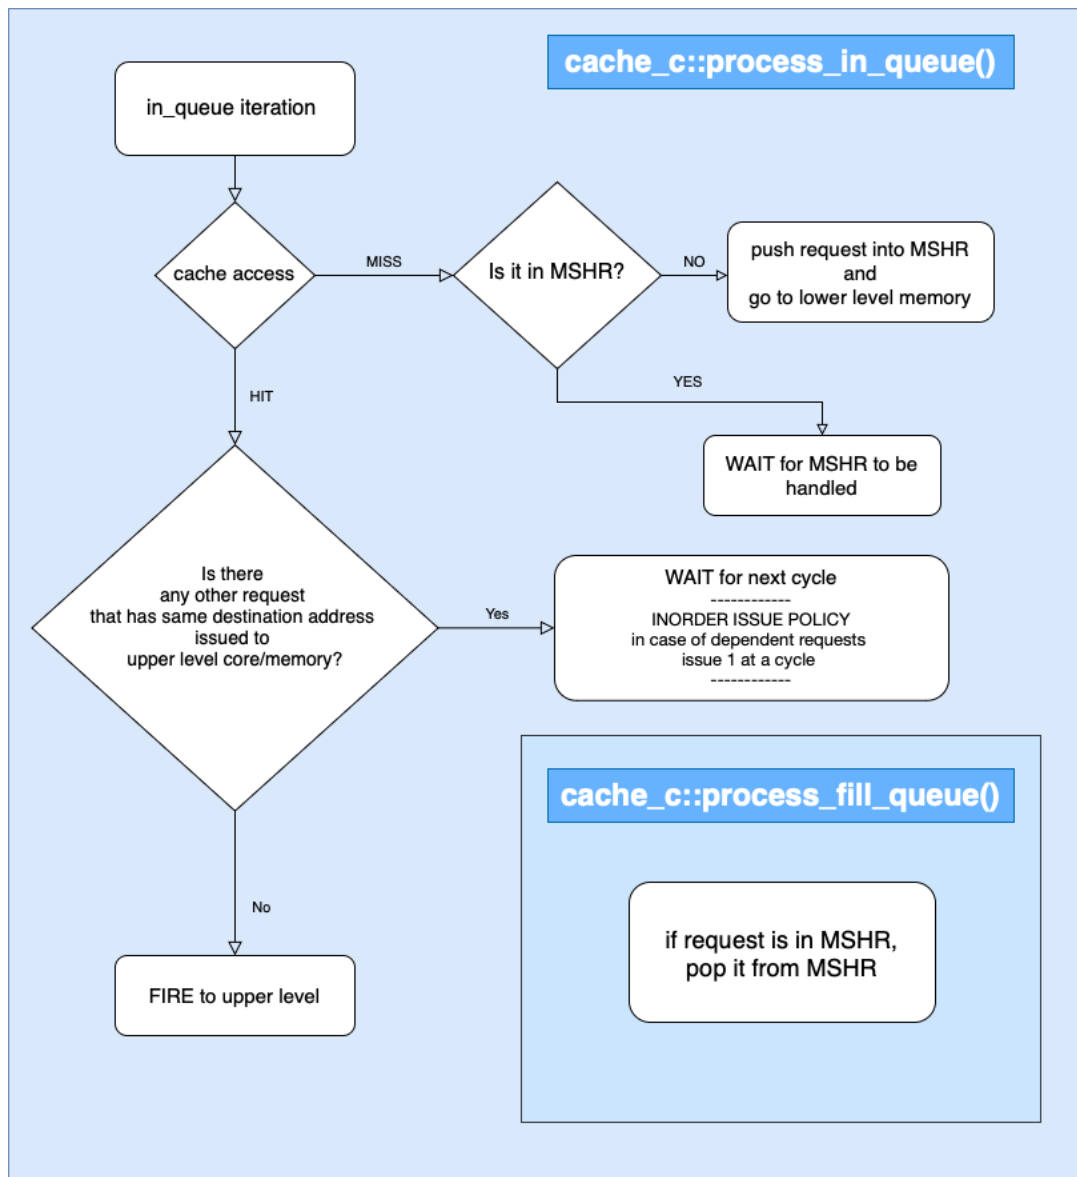 cache_c::process_in_queue()
in_queue iteration
cache access
MISS
Is it in MSHR?
NO
push request into MSHR
and
go to lower level memory
YES
WAIT for MSHR to be
handled
HIT
Is there
any other request
that has same destination address
issued to
upper level core/memory?
Yes
WAIT for next cycle
------------
INORDER ISSUE POLICY
in case of dependent requests
issue 1 at a cycle
------------
No
FIRE to upper level
cache_c::process_fill_queue()
if request is in MSHR,
pop it from MSHR